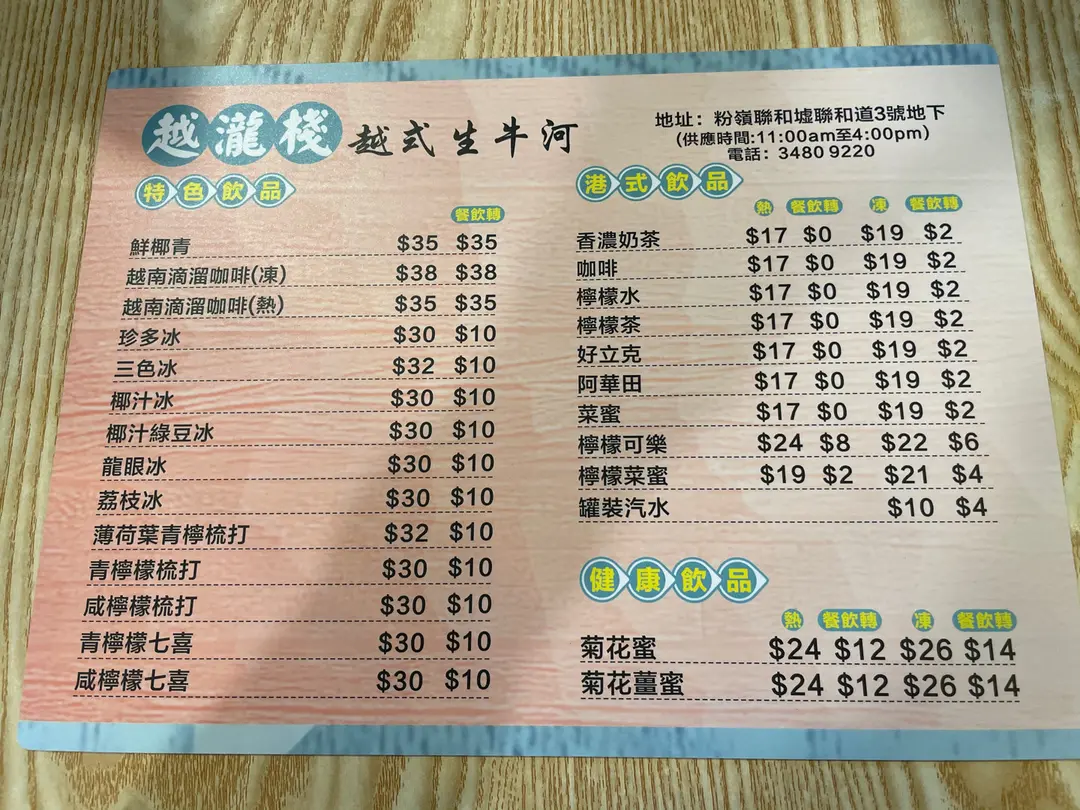 越瀧棧 越式生牛河
地址：粉嶺聯和墟聯和道3號地下
(供應時間:11:00am至4:00pm)
電話：3480 9220
特色飲品
餐飲轉
鮮椰青 $35 $35
越南滴溜咖啡(凍) $38 $38
越南滴溜咖啡(熱) $35 $35
珍多冰 $30 $10
三色冰 $32 $10
椰汁冰 $30 $10
椰汁綠豆冰 $30 $10
龍眼冰 $30 $10
荔枝冰 $30 $10
薄荷葉青檸梳打 $32 $10
青檸檬梳打 $30 $10
咸檸檬梳打 $30 $10
青檸檬七喜 $30 $10
咸檸檬七喜 $30 $10
港式飲品
熱 餐飲轉 凍 餐飲轉
香濃奶茶 $17 $0 $19 $2
咖啡 $17 $0 $19 $2
檸檬水 $17 $0 $19 $2
檸檬茶 $17 $0 $19 $2
好立克 $17 $0 $19 $2
阿華田 $17 $0 $19 $2
菜蜜 $17 $0 $19 $2
檸檬可樂 $24 $8 $22 $6
檸檬菜蜜 $19 $2 $21 $4
罐裝汽水 $10 $4
健康飲品
熱 餐飲轉 凍 餐飲轉
菊花蜜 $24 $12 $26 $14
菊花薑蜜 $24 $12 $26 $14